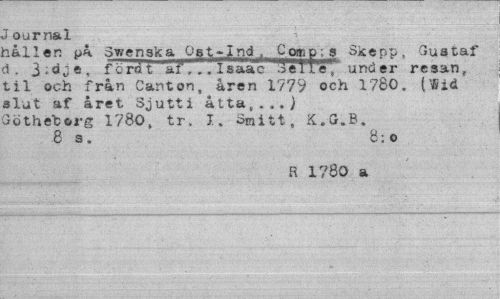 Journal
hållen på Swenska Ost-Ind. Comp:s Skepp, Gustaf
d. 3:dje, fördt af...Isaac Selle, under resan,
til och från Canton, åren 1779 och 1780. (Wid
slut af året Sjutti åtta,...)
Götheborg 1780, tr. I. Smitt, K.G.B.
8 s. 8:o
R 1780 a